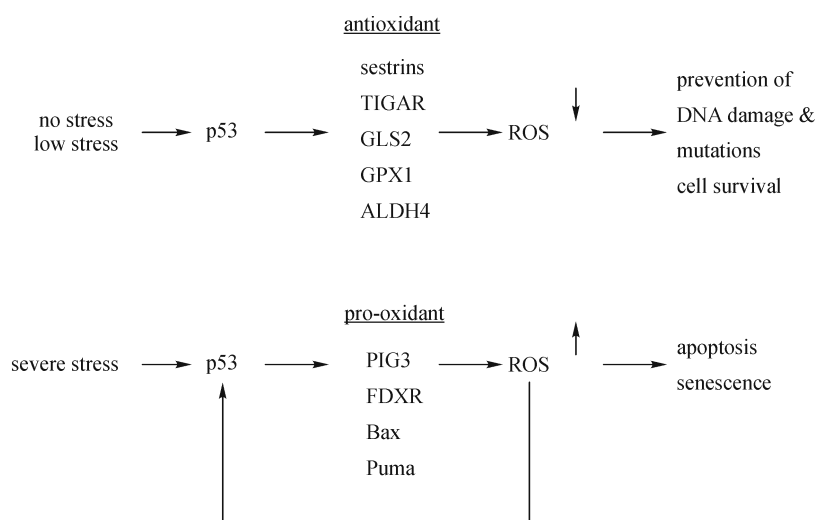 antioxidant
sestrins
TIGAR
GLS2
GPX1
ALDH4
no stress
low stress
p53
ROS
prevention of
DNA damage &
mutations
cell survival
pro-oxidant
severe stress
p53
PIG3
FDXR
Bax
Puma
ROS
apoptosis
senescence